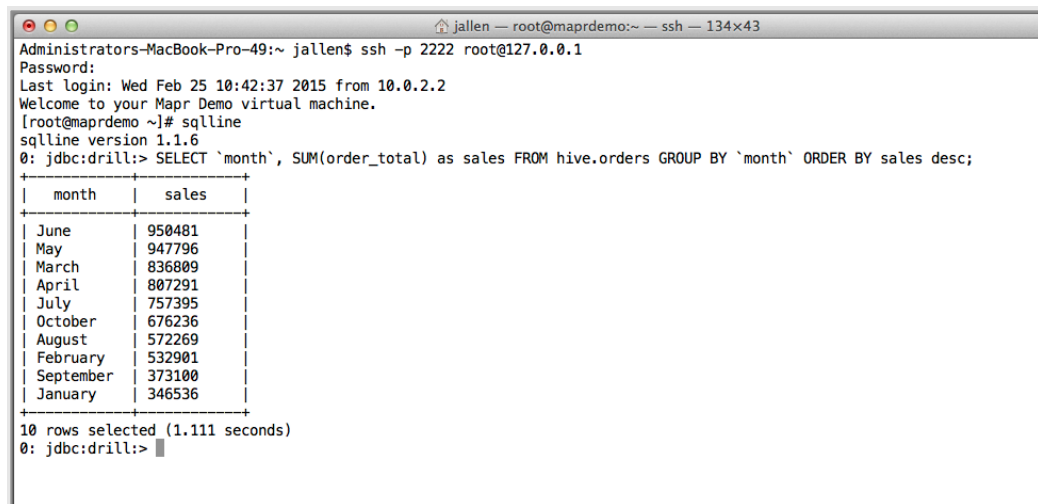 jallen — root@maprdemo:~ — ssh — 134×43
Administrators-MacBook-Pro-49:~ jallen$ ssh -p 2222 root@127.0.0.1
Password:
Last login: Wed Feb 25 10:42:37 2015 from 10.0.2.2
Welcome to your Mapr Demo virtual machine.
[root@maprdemo ~]# sqlline
sqlline version 1.1.6
0: jdbc:drill:> SELECT `month`, SUM(order_total) as sales FROM hive.orders GROUP BY `month` ORDER BY sales desc;
+------------+------------+
|   month    |   sales    |
+------------+------------+
| June       | 950481     |
| May        | 947796     |
| March      | 836809     |
| April      | 807291     |
| July       | 757395     |
| October    | 676236     |
| August     | 572269     |
| February   | 532901     |
| September  | 373100     |
| January    | 346536     |
+------------+------------+
10 rows selected (1.111 seconds)
0: jdbc:drill:>